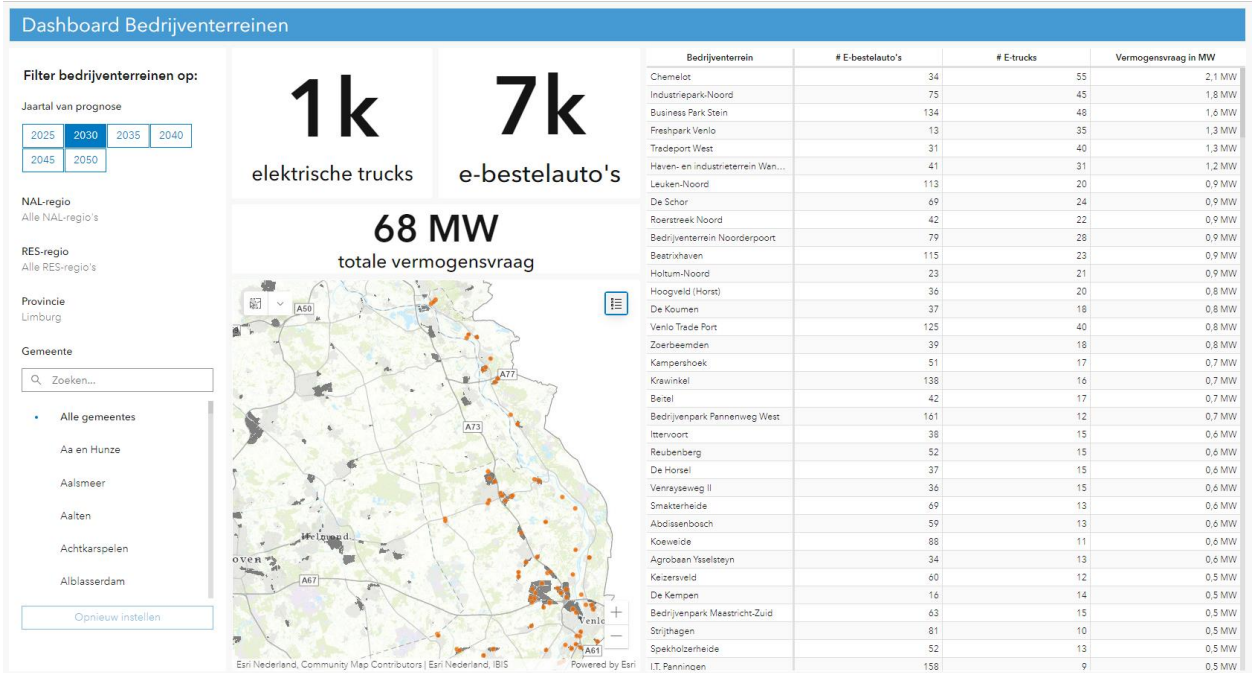 Dashboard Bedrijventerreinen
Filter bedrijventerreinen op:
Jaartal van prognose
2025 2030 2035 2040
2045 2050
NAL-regio
Alle NAL-regio's
RES-regio
Alle RES-regio's
Provincie
Limburg
Gemeente
Zoeken...
Alle gemeentes
Aa en Hunze
Aalsmeer
Aalten
Achtkarspelen
Alblasserdam
Opnieuw instellen
1k
elektrische trucks
7k
e-bestelauto's
68 MW
totale vermogensvraag
A50
A77
A73
Helmond
oven
A67
Venlo
A61
Esri Nederland, Community Map Contributors | Esri Nederland, IBIS Powered by Esri
Bedrijventerrein # E-bestelauto's # E-trucks Vermogensvraag in MW
Chemelot 34 55 2,1 MW
Industriepark-Noord 75 45 1,8 MW
Business Park Stein 134 48 1,6 MW
Freshpark Venlo 13 35 1,3 MW
Tradeport West 31 40 1,3 MW
Haven- en industrieterrein Wan... 41 31 1,2 MW
Leuken-Noord 113 20 0,9 MW
De Schor 69 24 0,9 MW
Roerstreek Noord 42 22 0,9 MW
Bedrijventerrein Noorderpoort 79 28 0,9 MW
Beatrixhaven 115 23 0,9 MW
Holtum-Noord 23 21 0,9 MW
Hoogveld (Horst) 36 20 0,8 MW
De Koumen 37 18 0,8 MW
Venlo Trade Port 125 40 0,8 MW
Zoerbeemden 39 18 0,8 MW
Kampershoek 51 17 0,7 MW
Krawinkel 138 16 0,7 MW
Beitel 42 17 0,7 MW
Bedrijvenpark Pannenweg West 161 12 0,7 MW
Ittervoort 38 15 0,6 MW
Reubenberg 52 15 0,6 MW
De Horsel 37 15 0,6 MW
Venrayseweg II 36 15 0,6 MW
Smakterheide 69 13 0,6 MW
Abdissenbosch 59 13 0,6 MW
Koeweide 88 11 0,6 MW
Agrobaan Ysselsteyn 34 13 0,6 MW
Keizersveld 60 12 0,5 MW
De Kempen 16 14 0,5 MW
Bedrijvenpark Maastricht-Zuid 63 15 0,5 MW
Strijthagen 81 10 0,5 MW
Spekholzerheide 52 13 0,5 MW
I.T. Panningen 158 9 0,5 MW